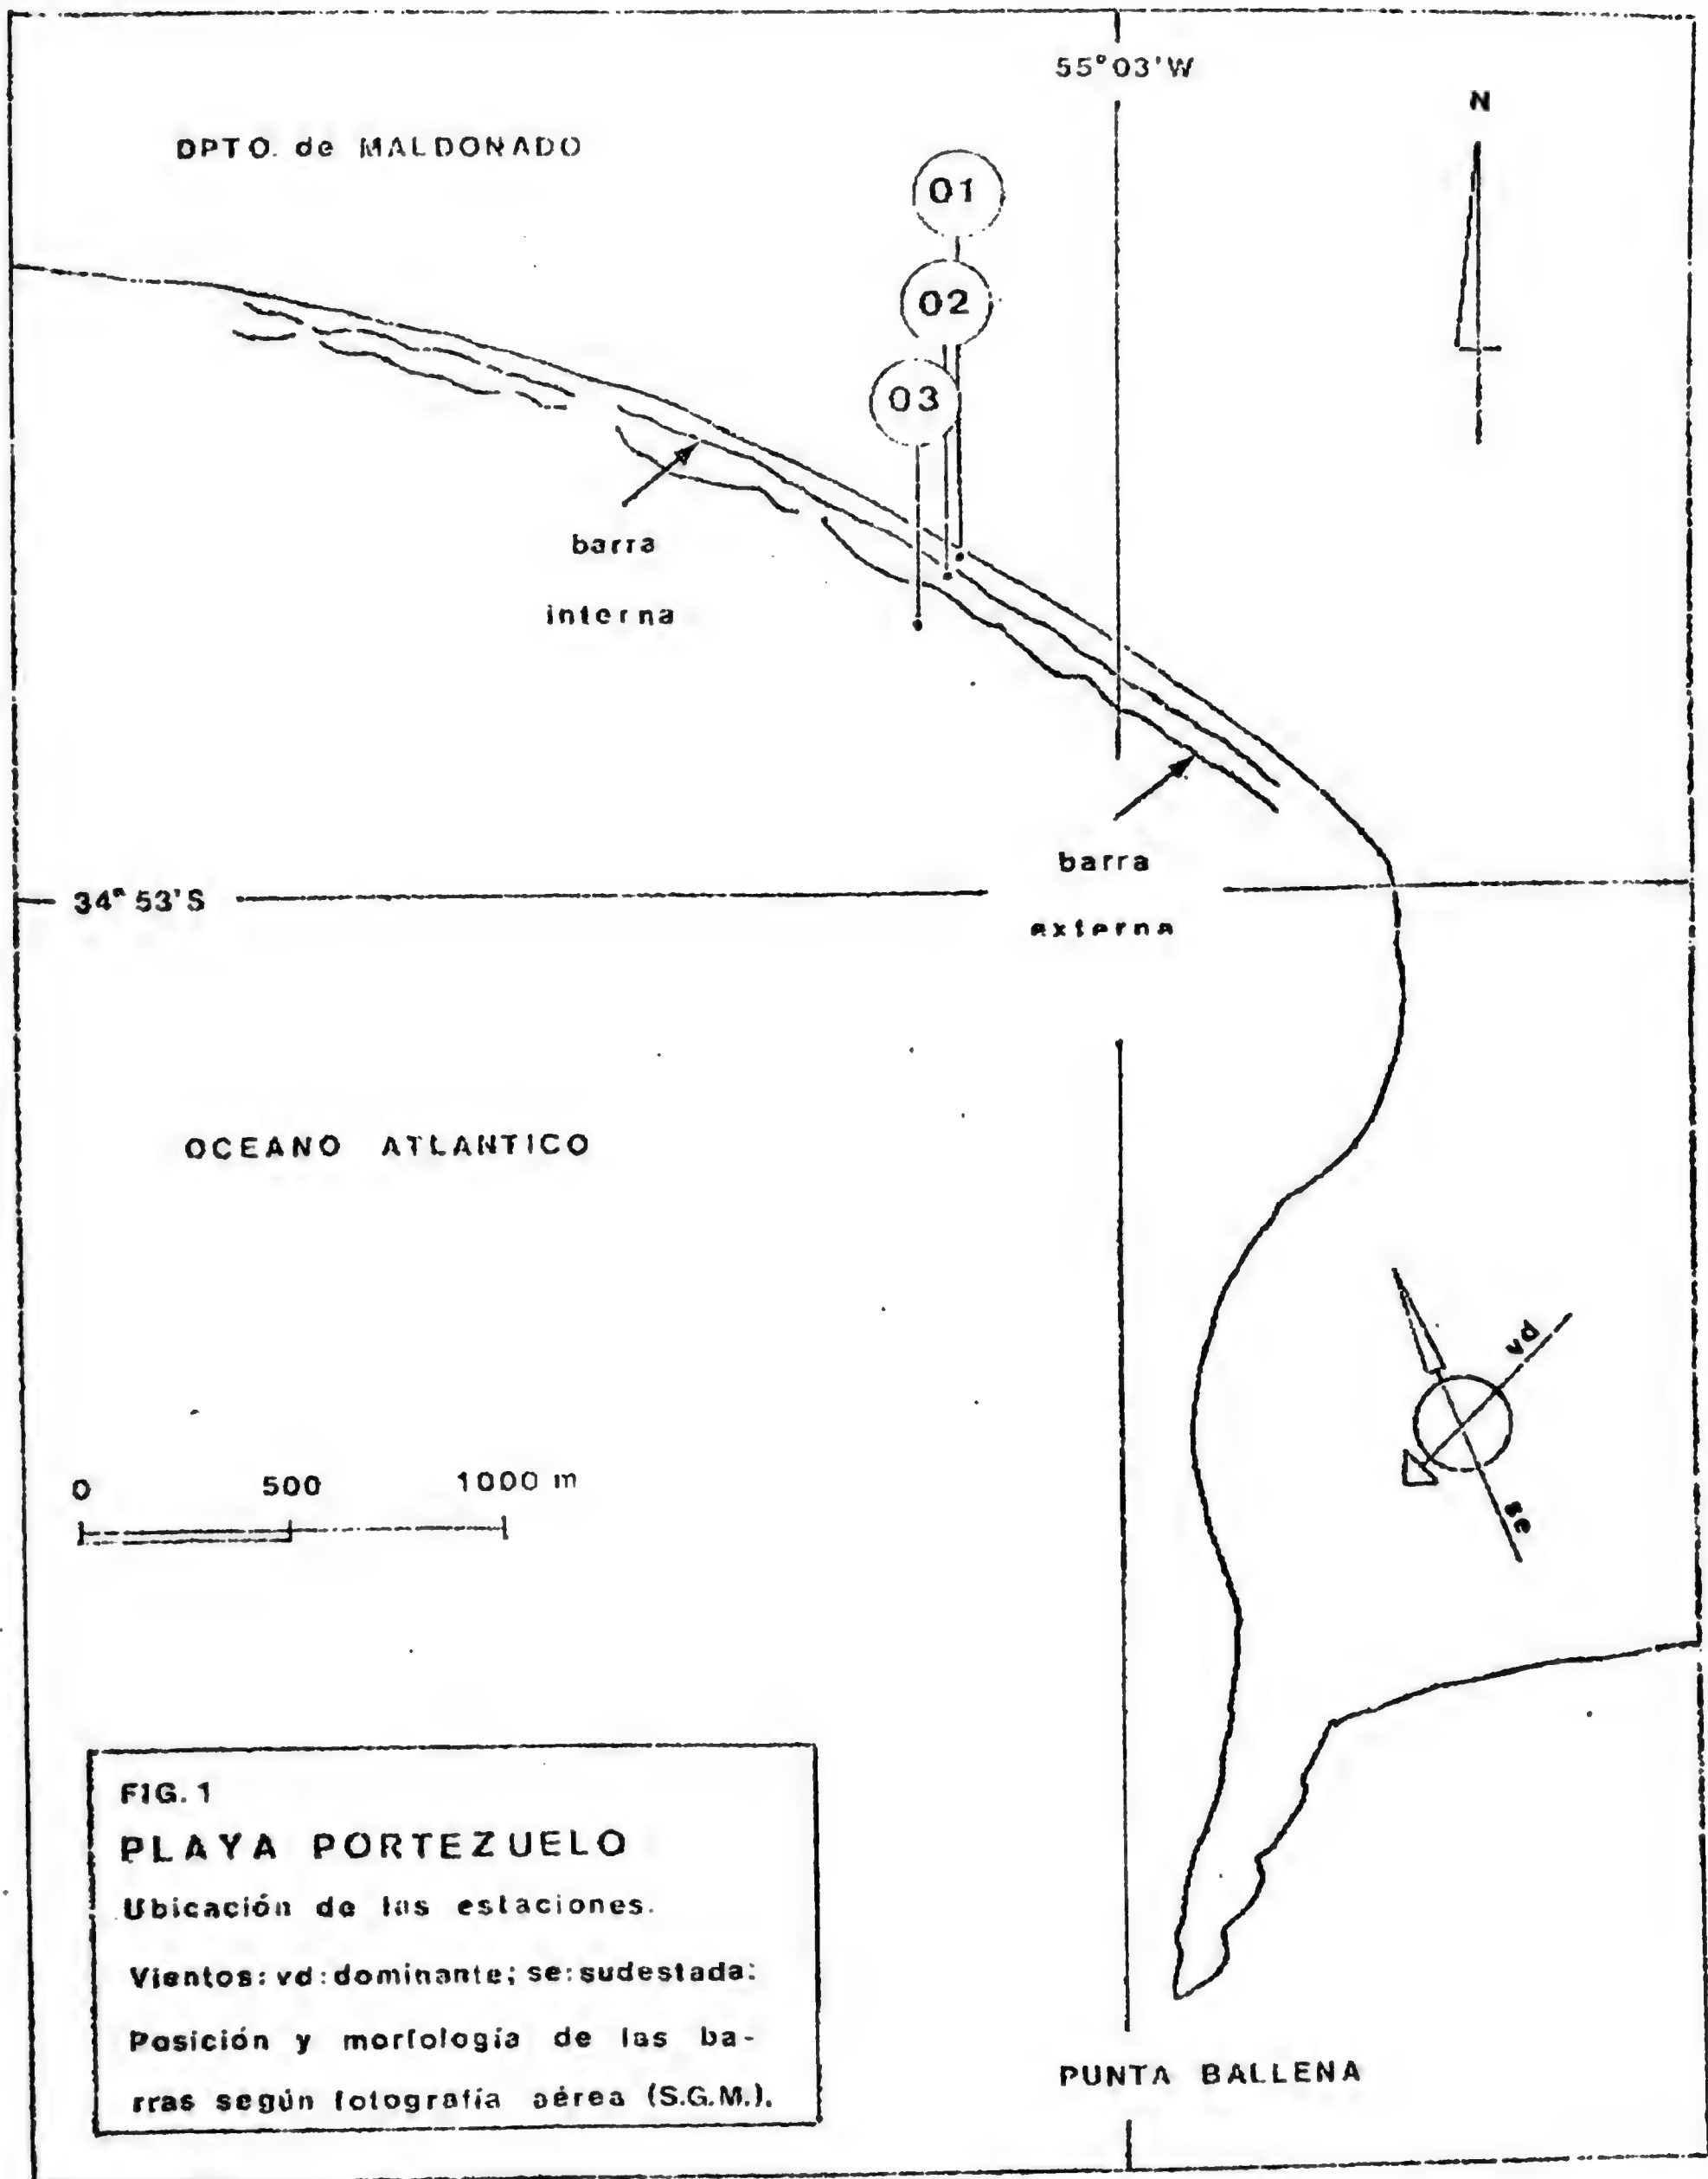 55°03'W
N
DPTO. de MALDONADO
01
02
03
barra
interna
barra
externa
34° 53'S
OCEANO ATLANTICO
vd
se
0 500 1000 m
FIG. 1
PLAYA PORTEZUELO
Ubicación de las estaciones.
Vientos: vd: dominante; se: sudestada:
Posición y morfología de las ba-
rras según fotografía aérea (S.G.M.).
PUNTA BALLENA